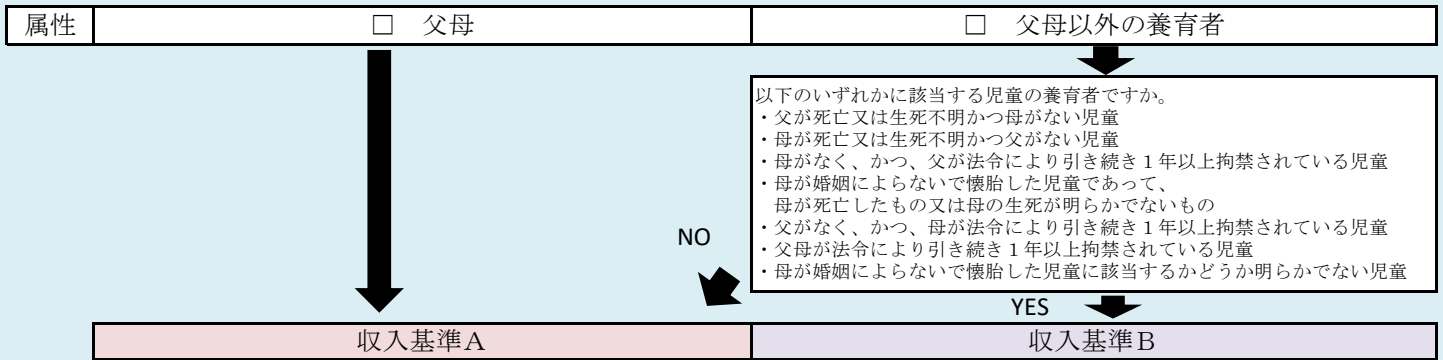 属性
□ 父母
□ 父母以外の養育者
以下のいずれかに該当する児童の養育者ですか。
・父が死亡又は生死不明かつ母がない児童
・母が死亡又は生死不明かつ父がない児童
・母がなく、かつ、父が法令により引き続き１年以上拘禁されている児童
・母が婚姻によらないで懐胎した児童であって、
母が死亡したもの又は母の生死が明らかでないもの
・父がなく、かつ、母が法令により引き続き１年以上拘禁されている児童
・父母が法令により引き続き１年以上拘禁されている児童
・母が婚姻によらないで懐胎した児童に該当するかどうか明らかでない児童
NO
YES
収入基準Ａ
収入基準Ｂ